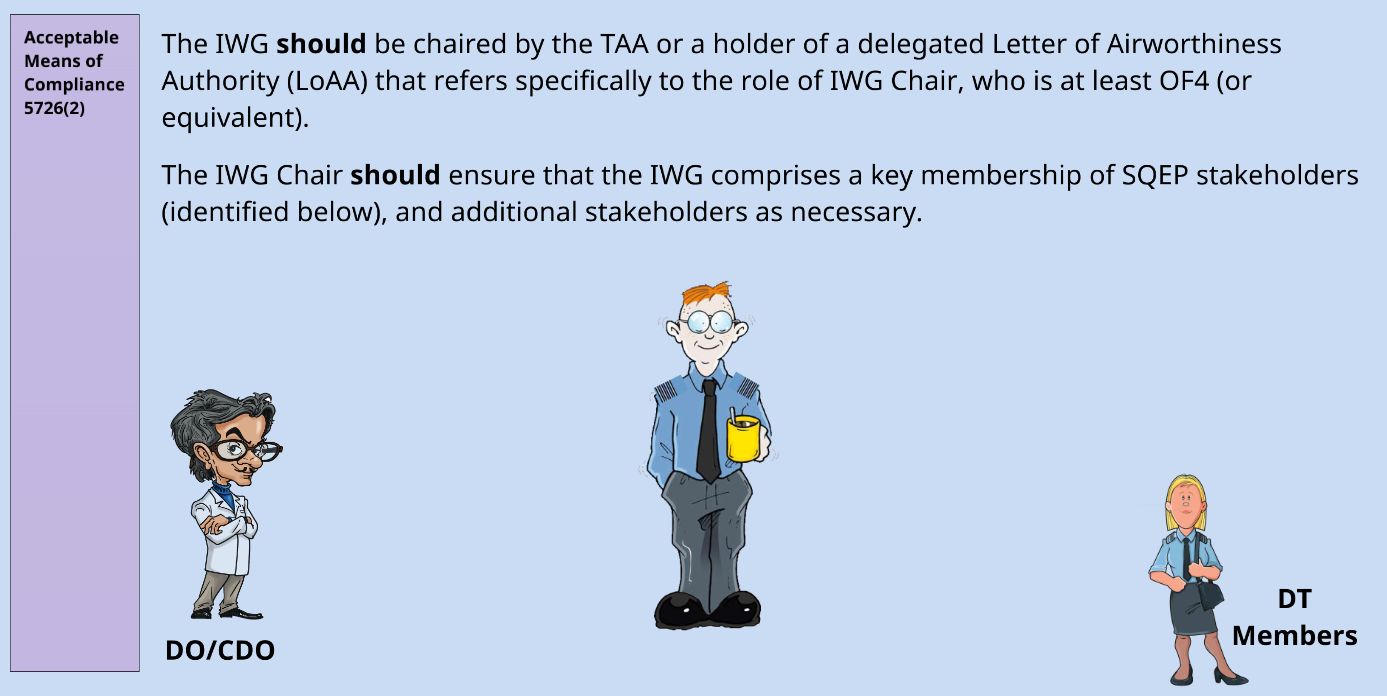 Acceptable
Means of
Compliance
5726(2)
The IWG should be chaired by the TAA or a holder of a delegated Letter of Airworthiness
Authority (LoAA) that refers specifically to the role of IWG Chair, who is at least OF4 (or
equivalent).
The IWG Chair should ensure that the IWG comprises a key membership of SQEP stakeholders
(identified below), and additional stakeholders as necessary.
DO/CDO
DT
Members